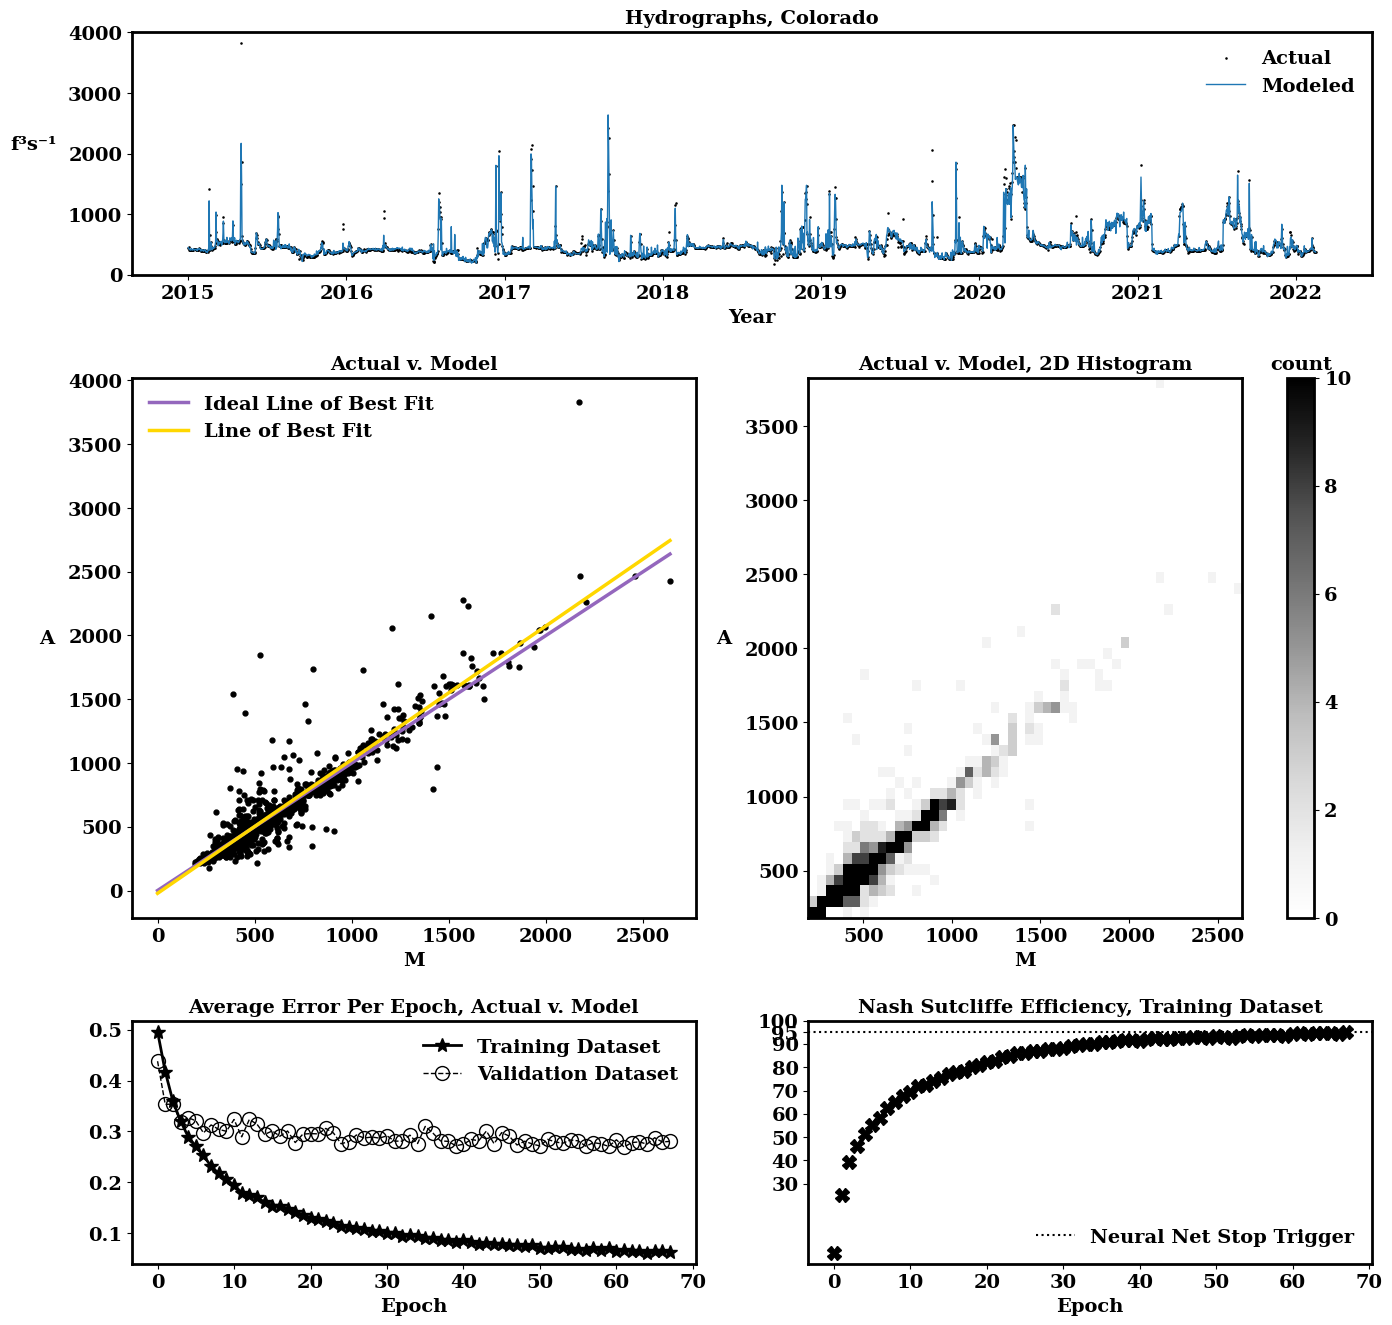 Hydrographs, Colorado
4000
3000
2000
1000
0
f³s⁻¹
Actual
Modeled
2015 2016 2017 2018 2019 2020 2021 2022
Year
Actual v. Model
4000
3500
3000
2500
2000
1500
1000
500
0
A
Ideal Line of Best Fit
Line of Best Fit
0 500 1000 1500 2000 2500
M
Actual v. Model, 2D Histogram
3500
3000
2500
2000
1500
1000
500
A
500 1000 1500 2000 2500
M
count
10
8
6
4
2
0
Average Error Per Epoch, Actual v. Model
0.5
0.4
0.3
0.2
0.1
Training Dataset
Validation Dataset
0 10 20 30 40 50 60 70
Epoch
Nash Sutcliffe Efficiency, Training Dataset
100
95
90
80
70
60
50
40
30
Neural Net Stop Trigger
0 10 20 30 40 50 60 70
Epoch